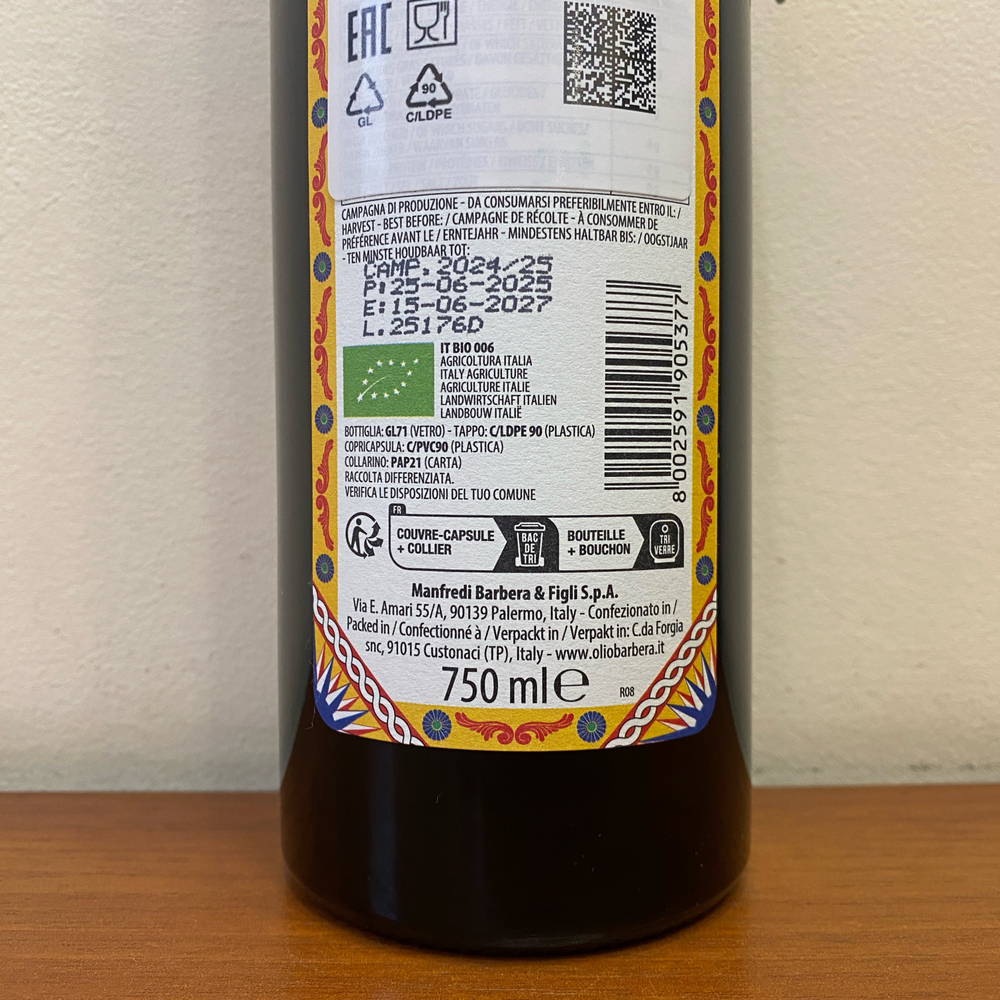 EAC
GL
90
C/LDPE
CAMPAGNA DI PRODUZIONE - DA CONSUMARSI PREFERIBILMENTE ENTRO IL: /
HARVEST - BEST BEFORE: / CAMPAGNE DE RÉCOLTE - À CONSOMMER DE
PRÉFÉRENCE AVANT LE / ERNTEJAHR - MINDESTENS HALTBAR BIS: / OOGSTJAAR
- TEN MINSTE HOUDBAAR TOT:
CAMP. 2024/25
P:25-06-2025
E:15-06-2027
L.25176D
IT BIO 006
AGRICOLTURA ITALIA
ITALY AGRICULTURE
AGRICULTURE ITALIE
LANDWIRTSCHAFT ITALIEN
LANDBOUW ITALIË
BOTTIGLIA: GL71 (VETRO) - TAPPO: C/LDPE 90 (PLASTICA)
COPRICAPSULA: C/PVC90 (PLASTICA)
COLLARINO: PAP21 (CARTA)
RACCOLTA DIFFERENZIATA.
VERIFICA LE DISPOSIZIONI DEL TUO COMUNE
8 002591 905377
FR
COUVRE-CAPSULE
+ COLLIER
BAC
DE
TRI
BOUTEILLE
+ BOUCHON
TRI
VERRE
Manfredi Barbera & Figli S.p.A.
Via E. Amari 55/A, 90139 Palermo, Italy - Confezionato in /
Packed in / Confectionné à / Verpackt in / Verpakt in: C.da Forgia
snc, 91015 Custonaci (TP), Italy - www.oliobarbera.it
750 ml e
R08